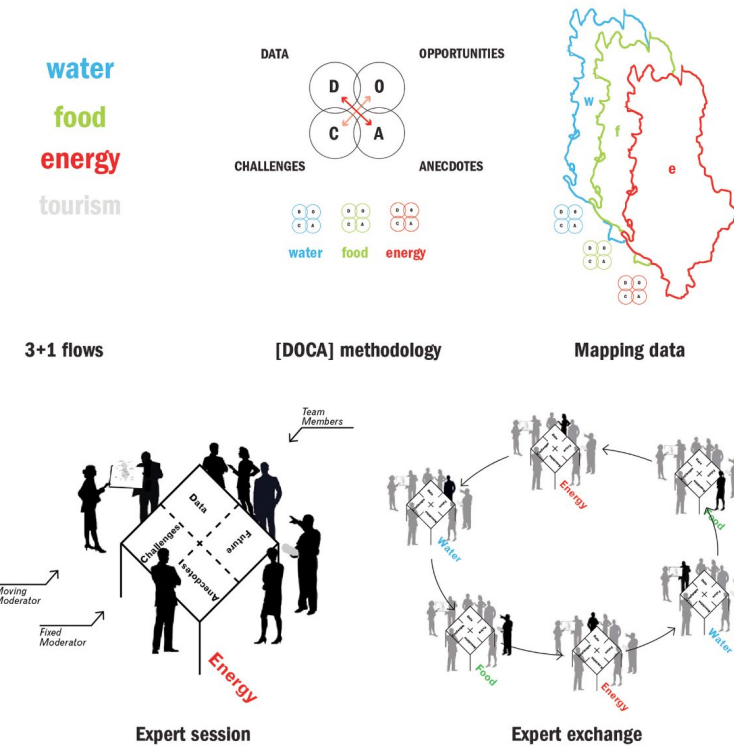 water
food
energy
tourism
DATA
OPPORTUNITIES
D O
C A
CHALLENGES
ANECDOTES
D O
C A
D O
C A
D O
C A
water food energy
w
f
e
D O
C A
D O
C A
D O
C A
3+1 flows
[DOCA] methodology
Mapping data
Team
Members
Data
Future
Challenges
Anecdotes
Moving
Moderator
Fixed
Moderator
Energy
Energy
Food
Water
Water
Food
Energy
Expert session
Expert exchange